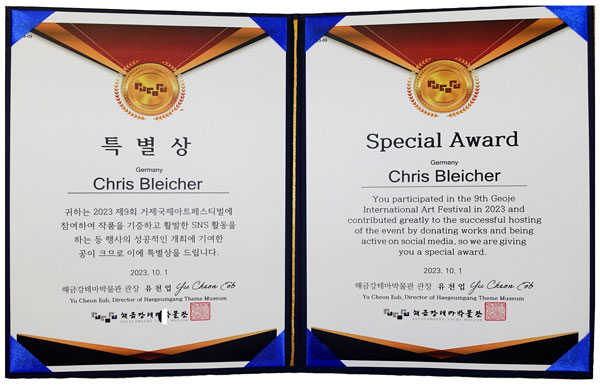 특별상
Germany
Chris Bleicher
귀하는 2023 제9회 거제국제아트페스티벌에
참여하여 작품을 기증하고 활발한 SNS 활동을
하는 등 행사의 성공적인 개최에 기여한
공이 크므로 이에 특별상을 드립니다.
2023. 10. 1
해금강테마박물관 관장 유천업 Yu Cheon Eob
Yu Cheon Eob, Director of Haegeumgang Theme Museum
해금강테마박물관
Special Award
Germany
Chris Bleicher
You participated in the 9th Geoje
International Art Festival in 2023 and
contributed greatly to the successful hosting
of the event by donating works and being
active on social media, so we are giving
you a special award.
2023. 10. 1
해금강테마박물관 관장 유천업 Yu Cheon Eob
Yu Cheon Eob, Director of Haegeumgang Theme Museum
해금강테마박물관